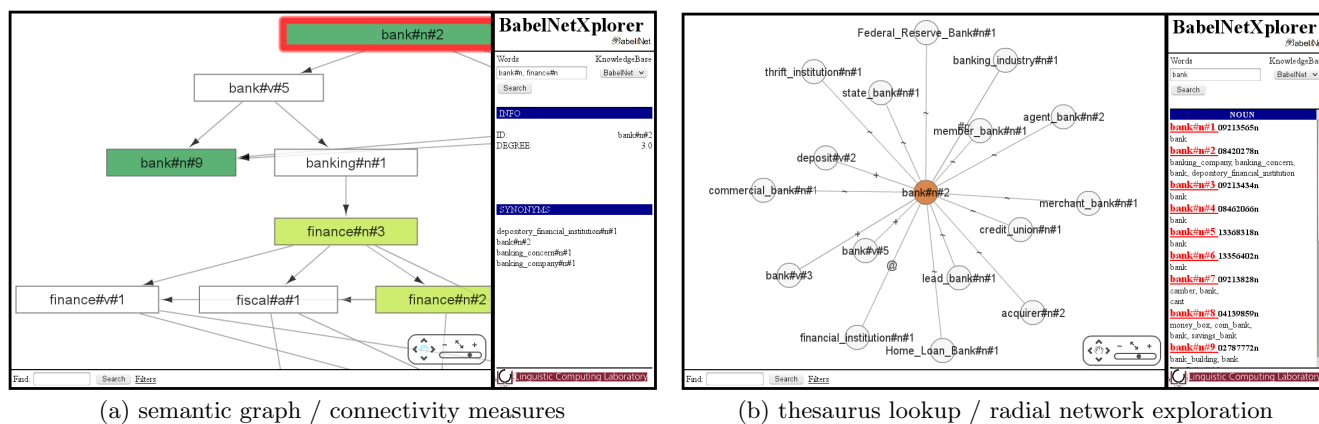 bank#n#2
bank#v#5
bank#n#9
banking#n#1
finance#n#3
finance#v#1
fiscal#a#1
finance#n#2
Find:
Search
Filters
BabelNetXplorer
BabelNet
Words
KnowledgeBase
bank#n, finance#n
BabelNet
Search
INFO
ID: bank#n#2
DEGREE: 3.0
SYNONYMS
depository_financial_institution#n#1
bank#n#2
banking_concern#n#1
banking_company#n#1
Linguistic Computing Laboratory
(a) semantic graph / connectivity measures
Federal_Reserve_Bank#n#1
banking_industry#n#1
thrift_institution#n#1
state_bank#n#1
agent_bank#n#2
member_bank#n#1
deposit#v#2
commercial_bank#n#1
bank#n#2
merchant_bank#n#1
credit_union#n#1
bank#v#5
bank#v#3
lead_bank#n#1
acquirer#n#2
financial_institution#n#1
Home_Loan_Bank#n#1
Find:
Search
Filters
BabelNetXplorer
BabelNet
Words
KnowledgeBase
bank
BabelNet
Search
NOUN
bank#n#1 09213565n
bank
bank#n#2 08420278n
banking_company, banking_concern,
bank, depository_financial_institution
bank#n#3 09213434n
bank
bank#n#4 08462066n
bank
bank#n#5 13368318n
bank
bank#n#6 13356402n
bank
bank#n#7 09213828n
camber, bank,
cant
bank#n#8 04139859n
money_box, coin_bank,
bank, savings_bank
bank#n#9 02787772n
bank_building, bank
Linguistic Computing Laboratory
(b) thesaurus lookup / radial network exploration